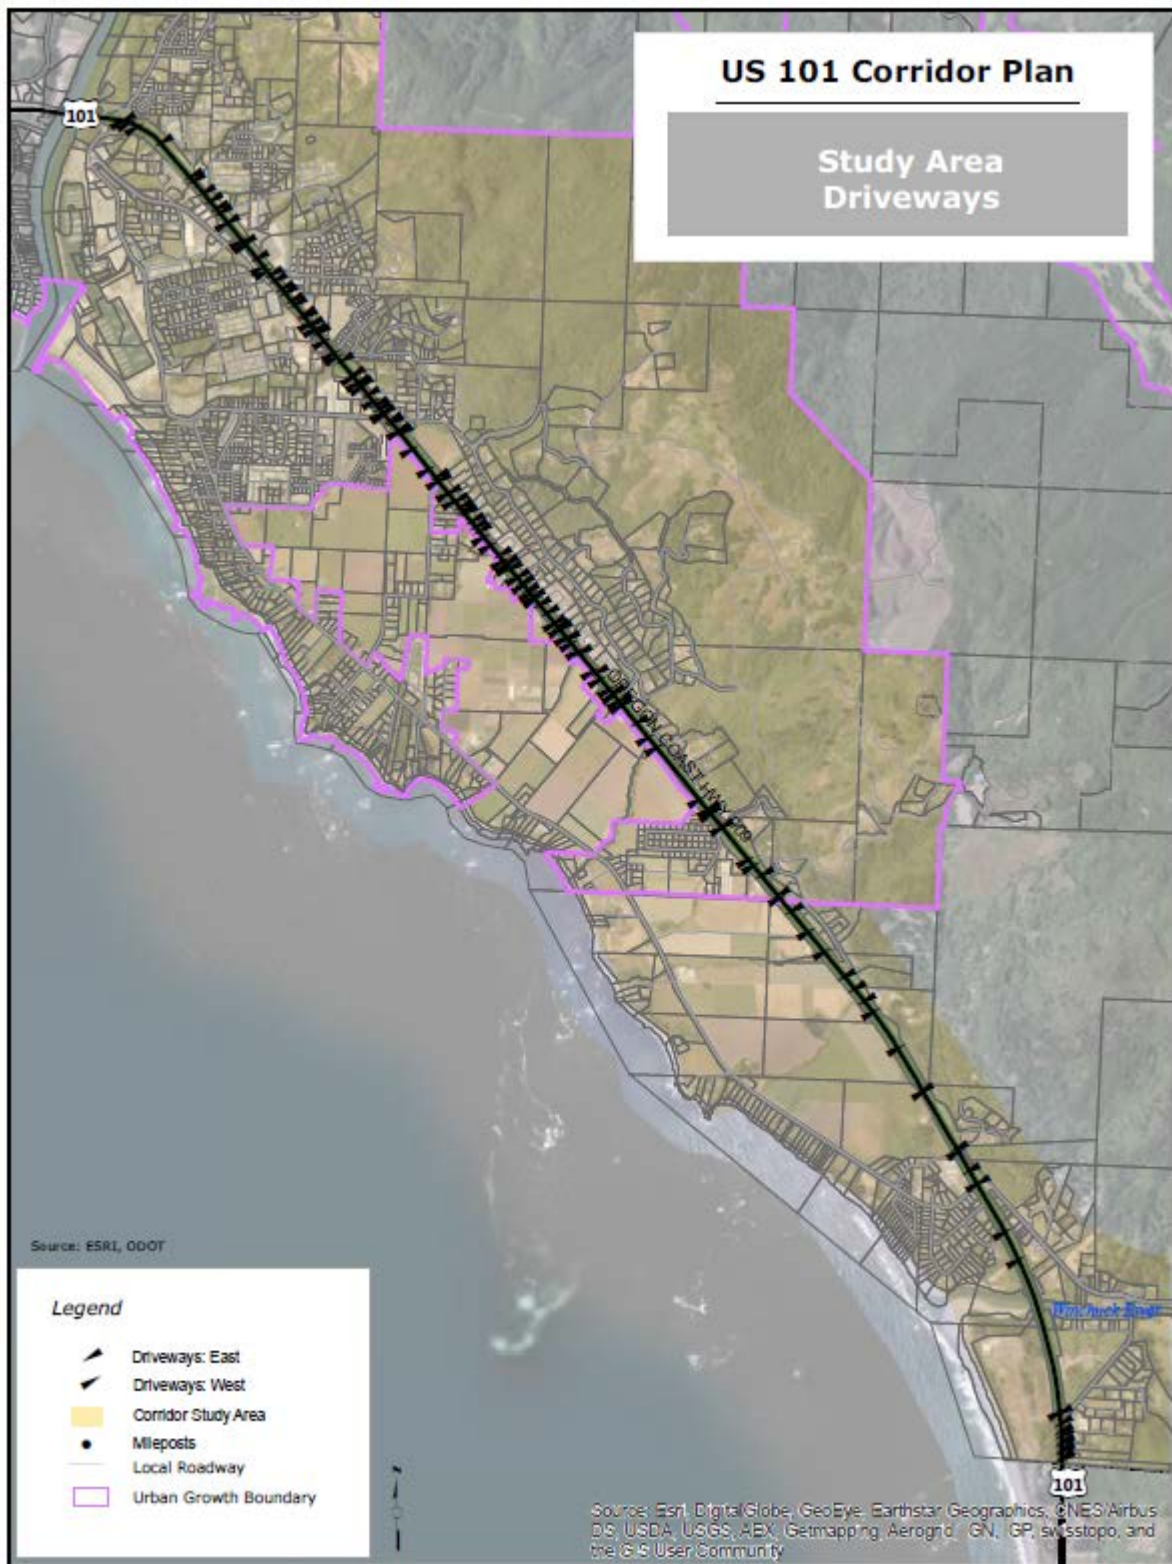 US 101 Corridor Plan
Study Area
Driveways
101
OREGON COAST HWY
Winchuck River
Source: ESRI, ODOT
Legend
Driveways: East
Driveways: West
Corridor Study Area
Mileposts
Local Roadway
Urban Growth Boundary
101
Source: Esri, DigitalGlobe, GeoEye, Earthstar Geographics, CNES/Airbus
DS, USDA, USGS, AEX, Getmapping, Aerogrid, IGN, IGP, swisstopo, and
the GIS User Community